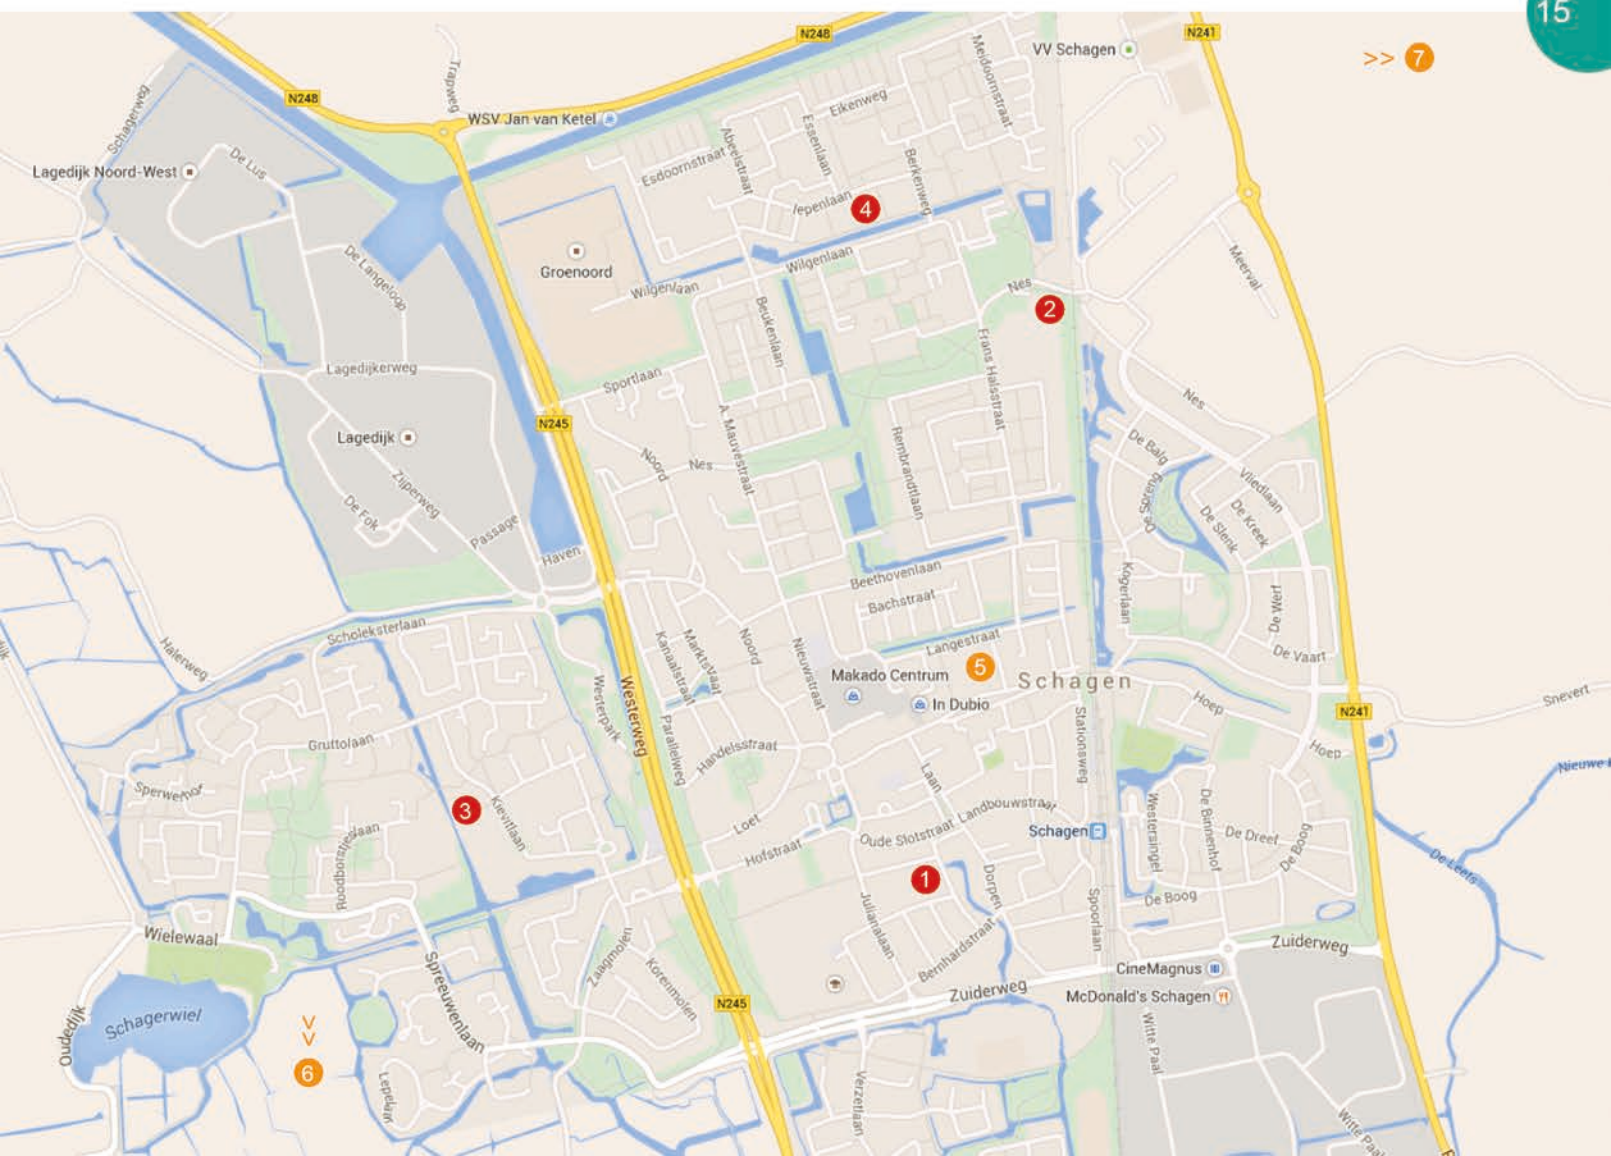 15
N248
N241
VV Schagen
>> 7
Meidoornstraat
N248
Trapweg
Schagerweg
WSV Jan van Ketel
Eikenweg
Essenlaan
Abeelstraat
Esdoornstraat
Berkenweg
Lagedijk Noord-West
De Lus
Iepenlaan
4
De Langeloop
Groenoord
Wilgenlaan
Wilgenlaan
Meerval
Nes
2
Beukenlaan
Frans Halsstraat
Lagedijkerweg
Sportlaan
Nes
N245
A. Mauvestraat
Lagedijk
Noord
Nes
Rembrandtlaan
De Balg
Vliedlaan
De Spreng
De Kreek
De Slenk
Zijperweg
De Fok
Passage
Haven
Beethovenlaan
Bachstraat
Kogerlaan
De Werf
De Vaart
Scholeksterlaan
Halerweg
Kanaalstraat
Marktvaart
Noord
Nieuwstraat
Langestraat
5
Makado Centrum
In Dubio
Schagen
Westerpark
Westerweg
Parallelweg
Stationsweg
Hoep
Hoep
N241
Snevert
Gruttolaan
Handelsstraat
Sperwerhof
3
Kievitlaan
Laan
Landbouwstraat
Loet
Oude Slotstraat
Schagen
Hofstraat
Westersingel
De Binnenhof
De Dreef
De Boog
De Leets
Roodborstjeslaan
1
Dorpen
Julianalaan
Bernhardstraat
Spoorlaan
De Boog
Wielewaal
Zuiderweg
Spreeuwenlaan
Zaagmolen
Korenmolen
CineMagnus
Zuiderweg
McDonald's Schagen
N245
Schagerwiel
Oudedijk
>>
6
Lepelaar
Verzetlaan
Witte Paal
Witte Paal